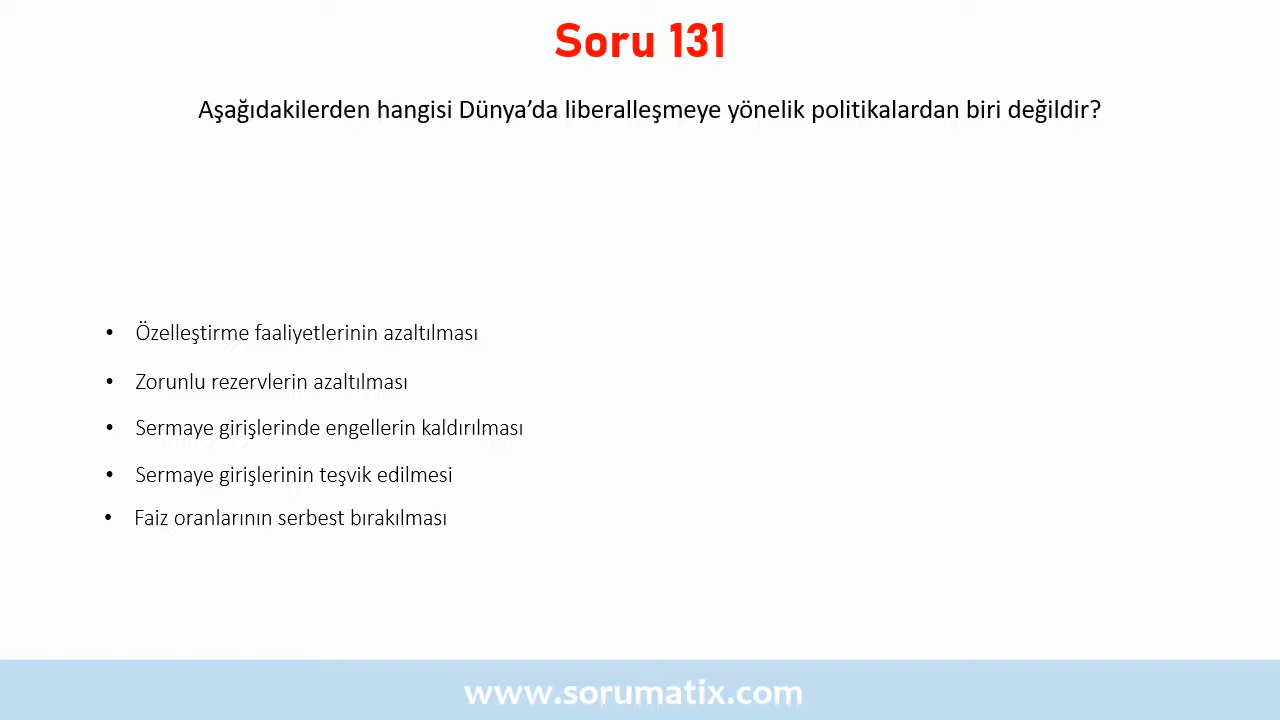 Soru 131
Aşağıdakilerden hangisi Dünya’da liberalleşmeye yönelik politikalardan biri değildir?
• Özelleştirme faaliyetlerinin azaltılması
• Zorunlu rezervlerin azaltılması
• Sermaye girişlerinde engellerin kaldırılması
• Sermaye girişlerinin teşvik edilmesi
• Faiz oranlarının serbest bırakılması
www.sorumatix.com